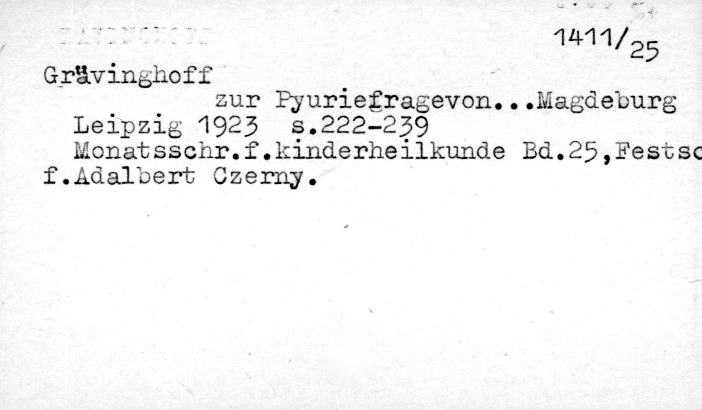 1411/25
Grävinghoff
zur Pyuriefragevon...Magdeburg
Leipzig 1923 s.222-239
Monatsschr.f.kinderheilkunde Bd.25,Festsc
f.Adalbert Czerny.